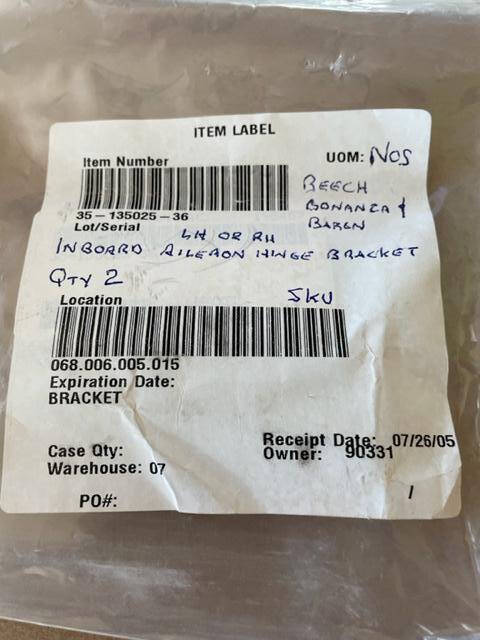 ITEM LABEL
Item Number
UOM: NOS
BEECH
BONANZA &
BARON
35-135025-36
Lot/Serial
LH OR RH
INBOARD AILERON HINGE BRACKET
QTY 2
Location
SKU
068.006.005.015
Expiration Date:
BRACKET
Case Qty:
Receipt Date: 07/26/05
Warehouse: 07
Owner: 90331
PO#:
/